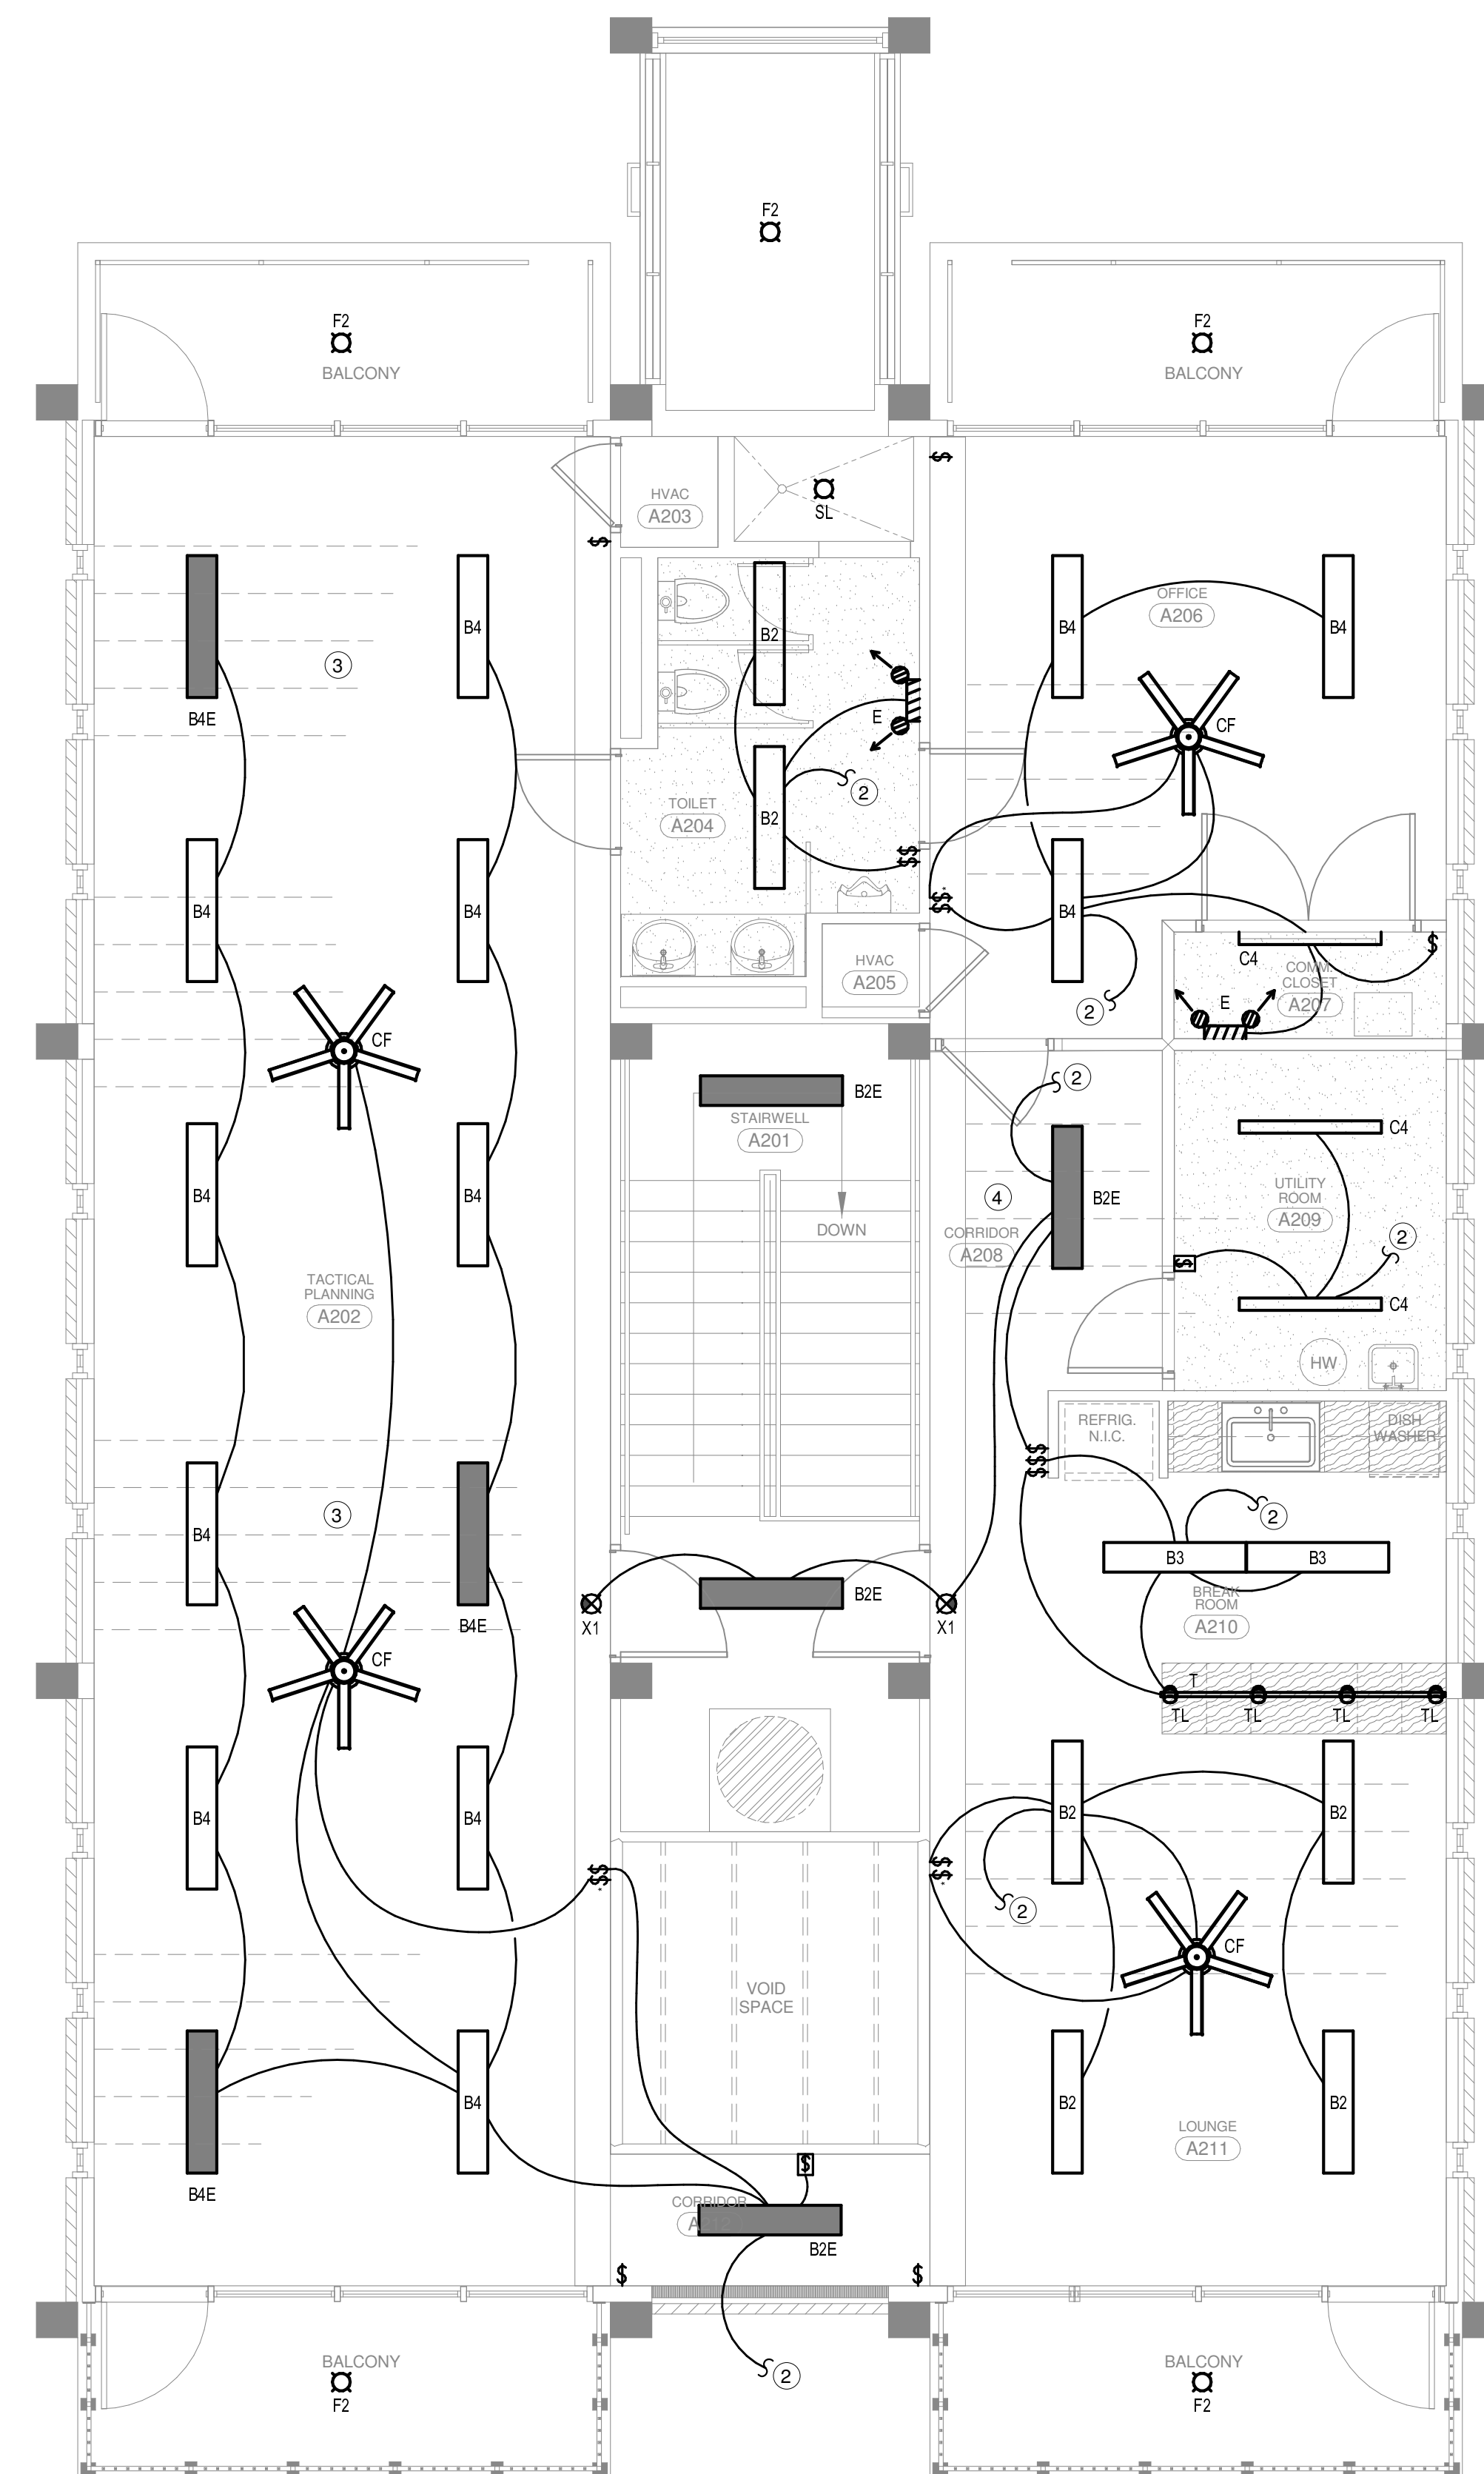 F2
F2
BALCONY
F2
BALCONY
$
HVAC
A203
SL
$
B4E
B4
3
B2
E
OFFICE
A206
B4
B4
CF
2
TOILET
A204
B2
$$
$$
B4
B4
B4
HVAC
A205
C4
COMM.
CLOSET
A207
$
E
2
CF
B2E
STAIRWELL
A201
DOWN
2
C4
B4
B4
4
B2E
CORRIDOR
A208
UTILITY
ROOM
A209
2
$
C4
TACTICAL
PLANNING
A202
HW
REFRIG.
N.I.C.
DISH
WASHER
$$$
B4
3
B4E
2
B3
B3
X1
B2E
X1
BREAK
ROOM
A210
CF
T
TL
TL
TL
TL
B4
B4
$$
$$
B2
B2
2
CF
VOID
SPACE
B4E
B4
B2
B2
LOUNGE
A211
$
CORRIDOR
A212
B2E
$
$
BALCONY
F2
2
BALCONY
F2